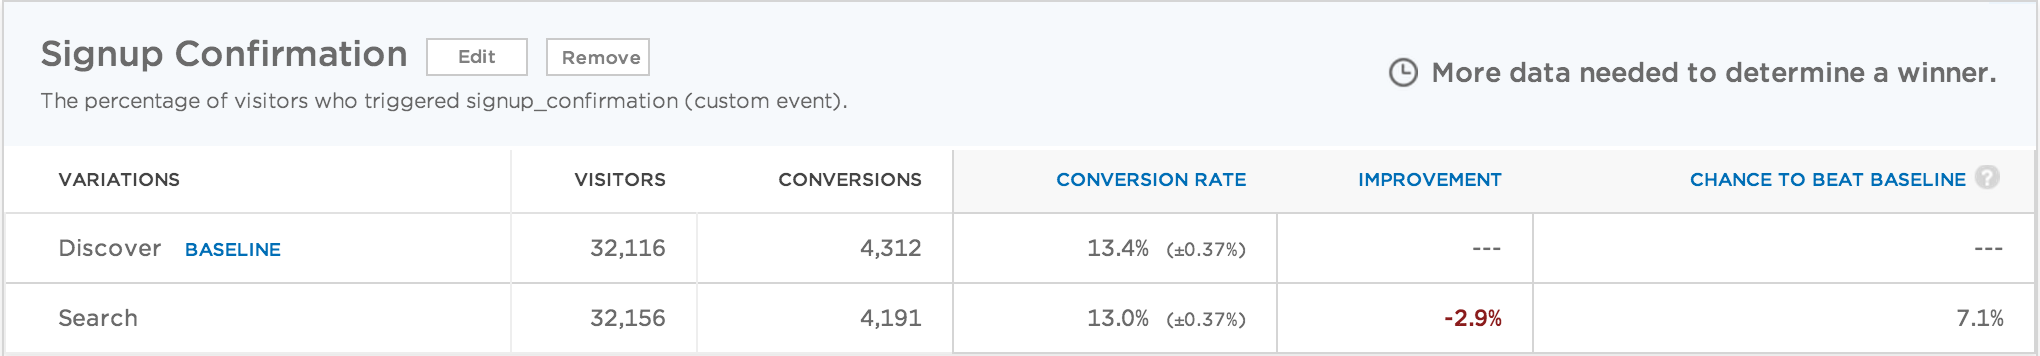 Signup Confirmation Edit Remove
More data needed to determine a winner.
The percentage of visitors who triggered signup_confirmation (custom event).
VARIATIONS VISITORS CONVERSIONS CONVERSION RATE IMPROVEMENT CHANCE TO BEAT BASELINE ?
Discover BASELINE 32,116 4,312 13.4% (±0.37%) --- ---
Search 32,156 4,191 13.0% (±0.37%) -2.9% 7.1%